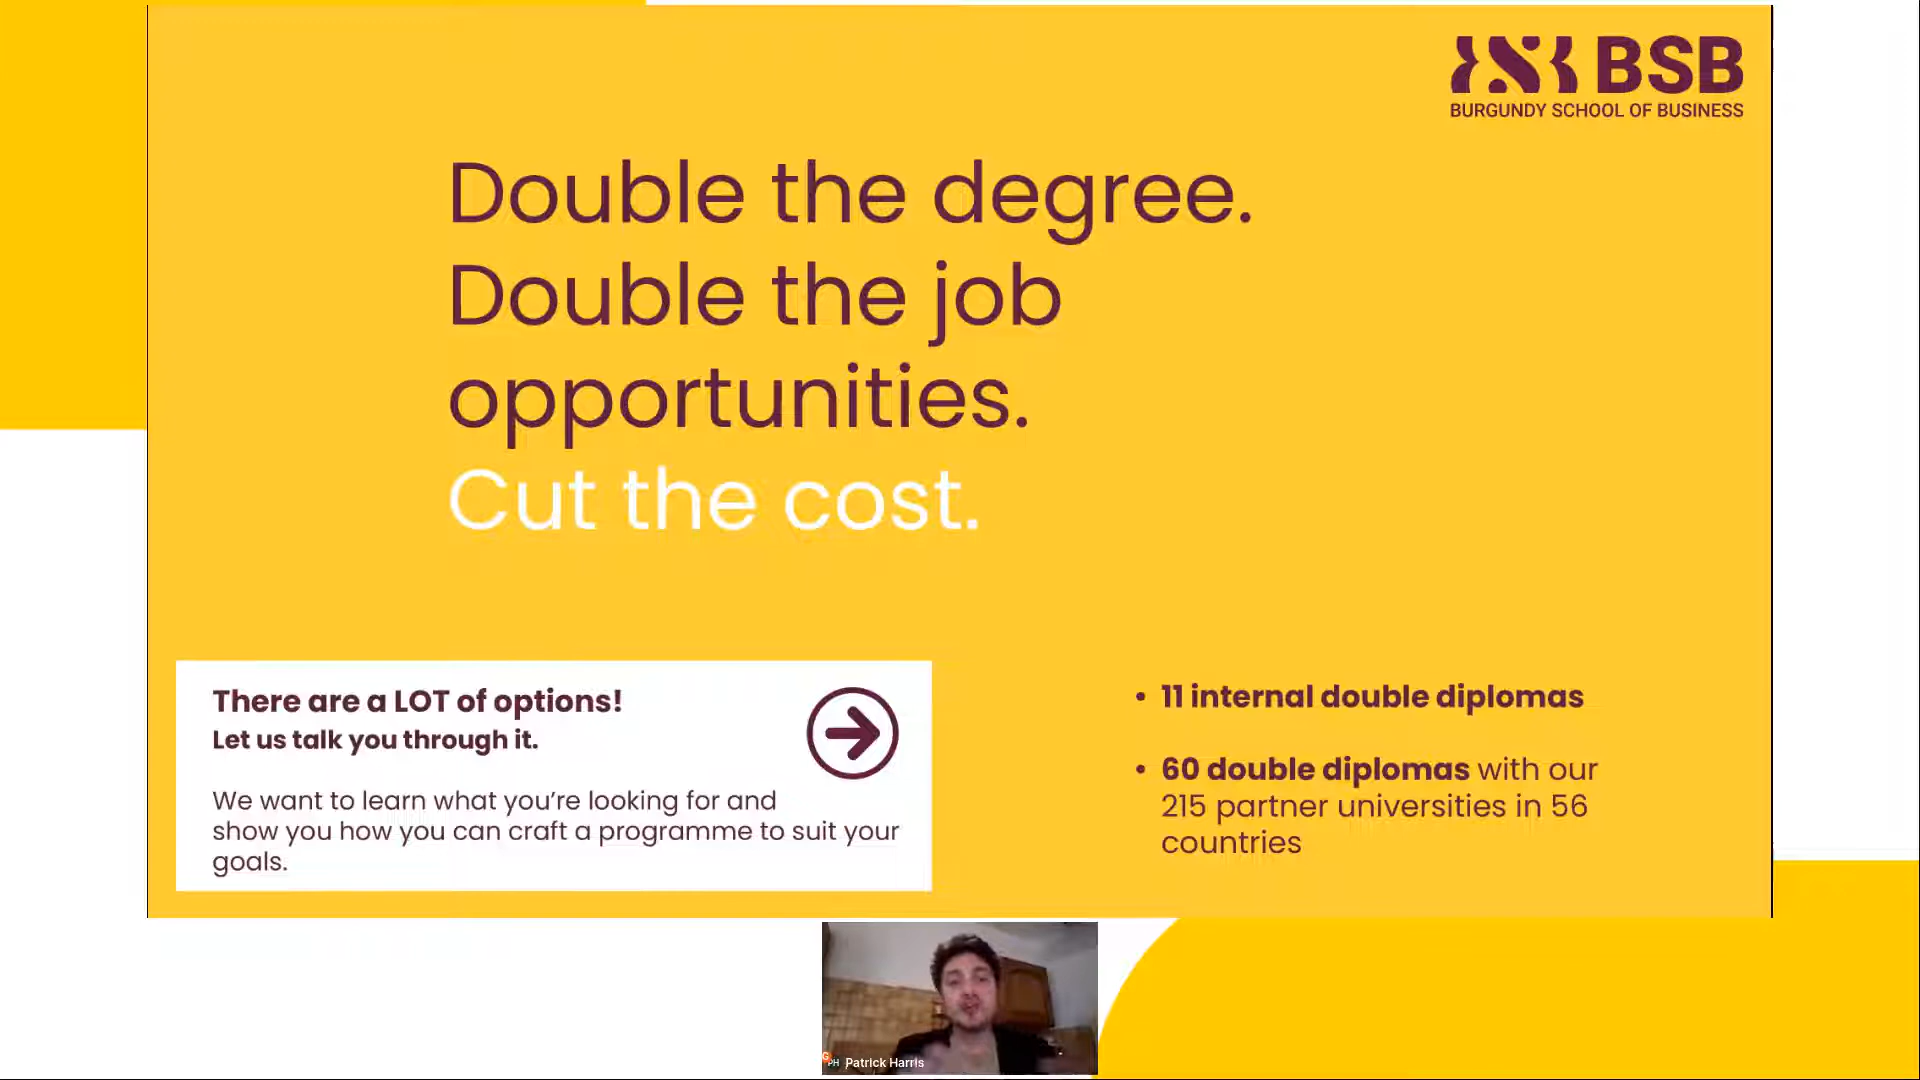 BSB
BURGUNDY SCHOOL OF BUSINESS
Double the degree.
Double the job
opportunities.
Cut the cost.
There are a LOT of options!
Let us talk you through it.
We want to learn what you’re looking for and
show you how you can craft a programme to suit your
goals.
• 11 internal double diplomas
• 60 double diplomas with our
215 partner universities in 56
countries
G PH Patrick Harris